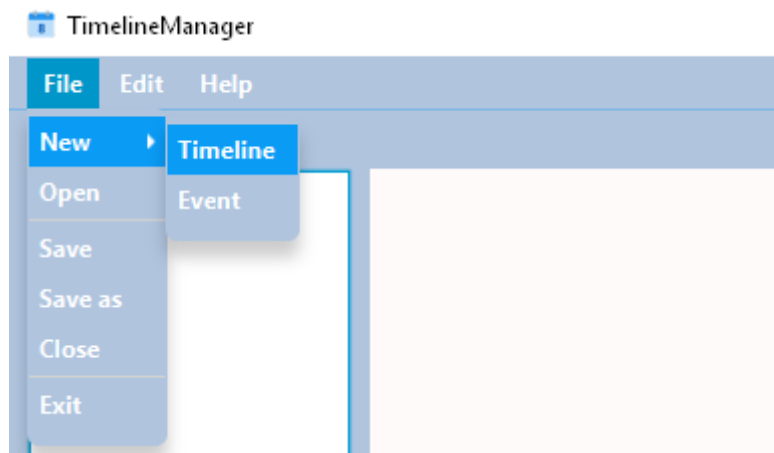 TimelineManager
File Edit Help
New Timeline
Open Event
Save
Save as
Close
Exit